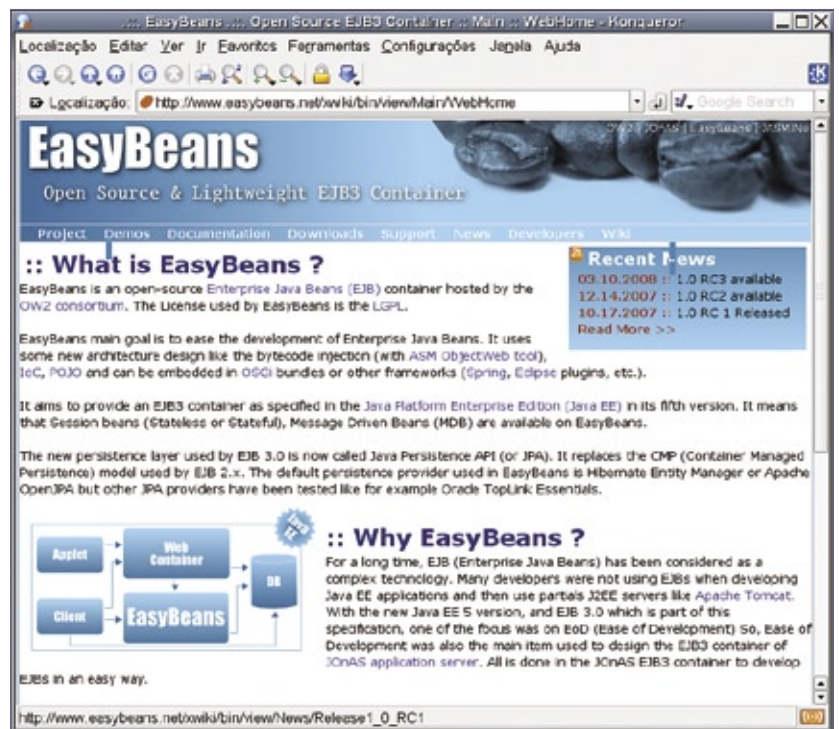 .::. EasyBeans .::. Open Source EJB3 Container :: Main :: WebHome - Konqueror
Localização Editar Ver Ir Favoritos Ferramentas Configurações Janela Ajuda
Localização: http://www.easybeans.net/xwiki/bin/view/Main/WebHome
Google Search
OW2 | JOnAS | EasyBeans | JASMINe
EasyBeans
Open Source & Lightweight EJB3 Container
Project Demos Documentation Downloads Support News Developers Wiki
:: What is EasyBeans ?
EasyBeans is an open-source Enterprise Java Beans (EJB) container hosted by the
OW2 consortium. The License used by EasyBeans is the LGPL.
Recent News
03.10.2008 :: 1.0 RC3 available
12.14.2007 :: 1.0 RC2 available
10.17.2007 :: 1.0 RC 1 Released
Read More >>
EasyBeans main goal is to ease the development of Enterprise Java Beans. It uses
some new architecture design like the bytecode injection (with ASM ObjectWeb tool),
IoC, POJO and can be embedded in OSGi bundles or other frameworks (Spring, Eclipse plugins, etc.).
It aims to provide an EJB3 container as specified in the Java Platform Enterprise Edition (Java EE) in its fifth version. It means
that Session beans (Stateless or Stateful), Message Driven Beans (MDB) are available on EasyBeans.
The new persistence layer used by EJB 3.0 is now called Java Persistence API (or JPA). It replaces the CMP (Container Managed
Persistence) model used by EJB 2.x. The default persistence provider used in EasyBeans is Hibernate Entity Manager or Apache
OpenJPA but other JPA providers have been tested like for example Oracle TopLink Essentials.
Applet
Web
Container
DB
Client
EasyBeans
Java
:: Why EasyBeans ?
For a long time, EJB (Enterprise Java Beans) has been considered as a
complex technology. Many developers were not using EJBs when developing
Java EE applications and then use partials J2EE servers like Apache Tomcat.
With the new Java EE 5 version, and EJB 3.0 which is part of this
specification, one of the focus was on EoD (Ease of Development) So, Ease of
Development was also the main item used to design the EJB3 container of
JOnAS application server. All is done in the JOnAS EJB3 container to develop
EJBs in an easy way.
http://www.easybeans.net/xwiki/bin/view/News/Release1_0_RC1